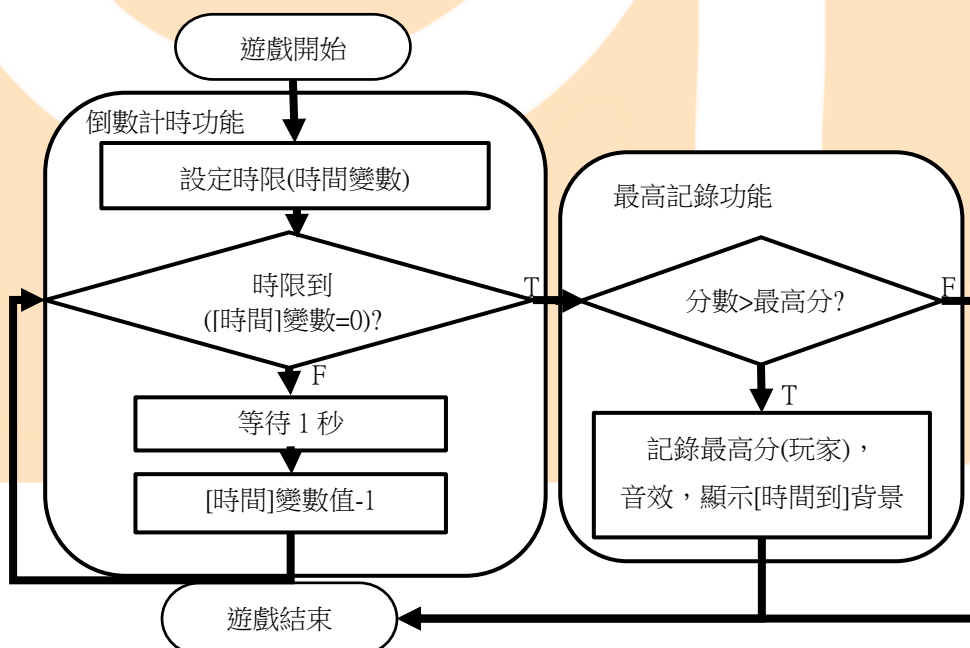 遊戲開始
倒數計時功能
設定時限(時間變數)
時限到
([時間]變數=0)?
T
F
等待 1 秒
[時間]變數值-1
最高記錄功能
分數>最高分?
F
T
記錄最高分(玩家)，
音效，顯示[時間到]背景
遊戲結束